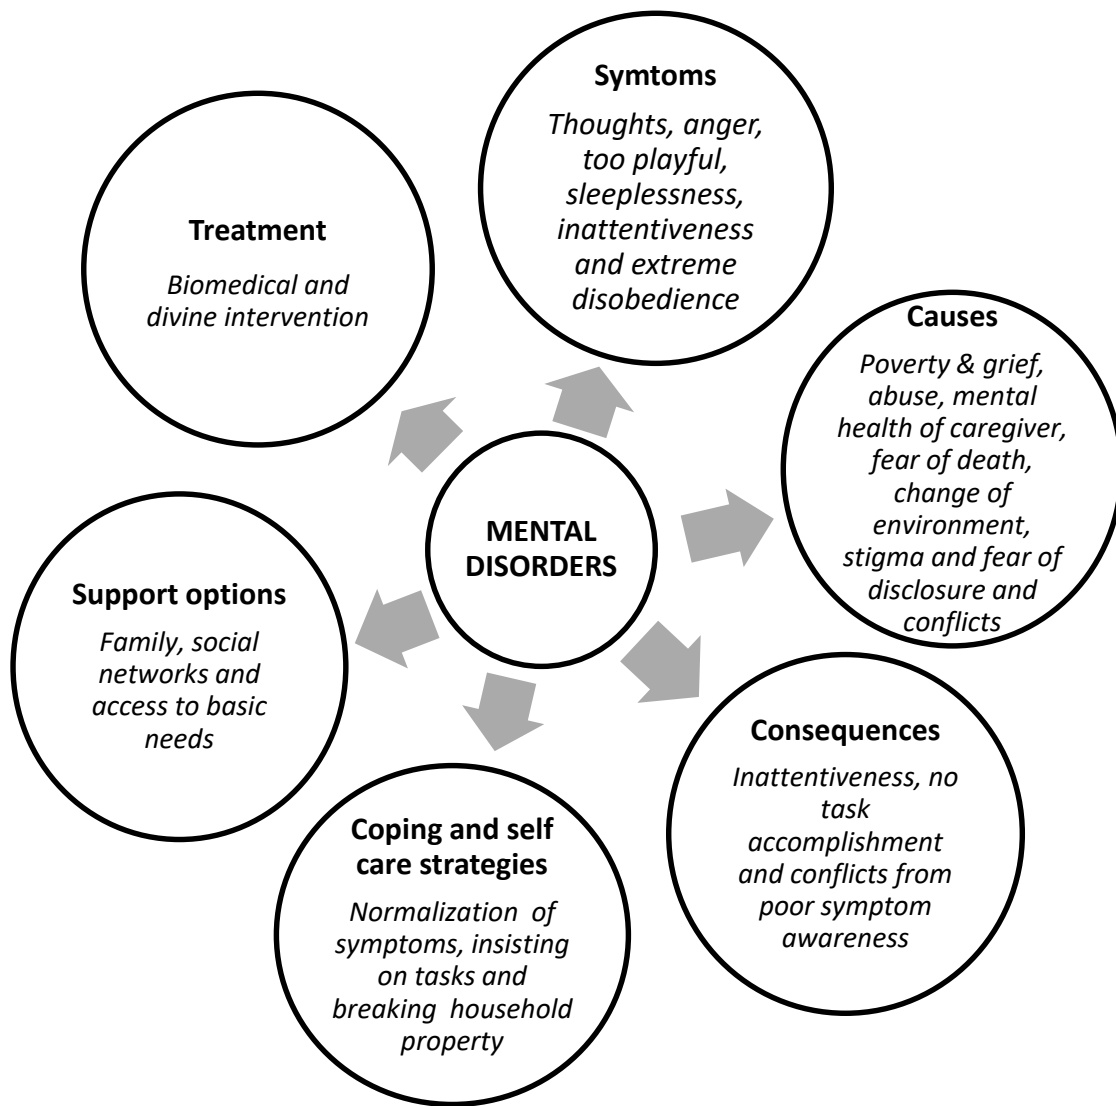 Symtoms
Thoughts, anger,
too playful,
sleeplessness,
inattentiveness
and extreme
disobedience
Treatment
Biomedical and
divine intervention
Causes
Poverty & grief,
abuse, mental
health of caregiver,
fear of death,
change of
environment,
stigma and fear of
disclosure and
conflicts
MENTAL
DISORDERS
Support options
Family, social
networks and
access to basic
needs
Consequences
Inattentiveness, no
task
accomplishment
and conflicts from
poor symptom
awareness
Coping and self
care strategies
Normalization of
symptoms, insisting
on tasks and
breaking household
property